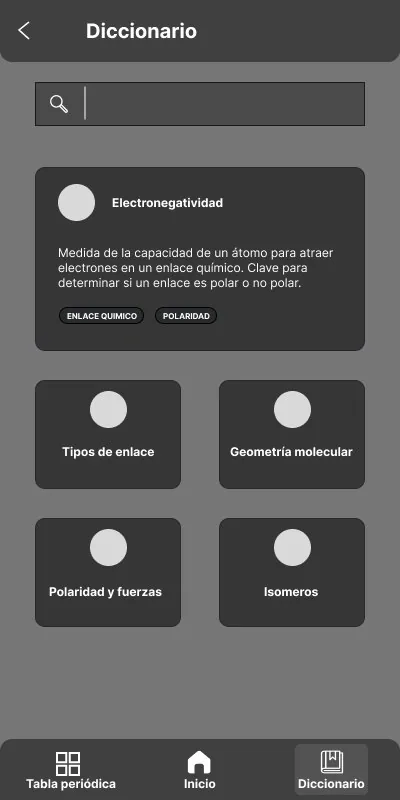 Diccionario
Electronegatividad
Medida de la capacidad de un átomo para atraer
electrones en un enlace químico. Clave para
determinar si un enlace es polar o no polar.
ENLACE QUIMICO POLARIDAD
Tipos de enlace
Geometría molecular
Polaridad y fuerzas
Isomeros
Tabla periódica
Inicio
Diccionario